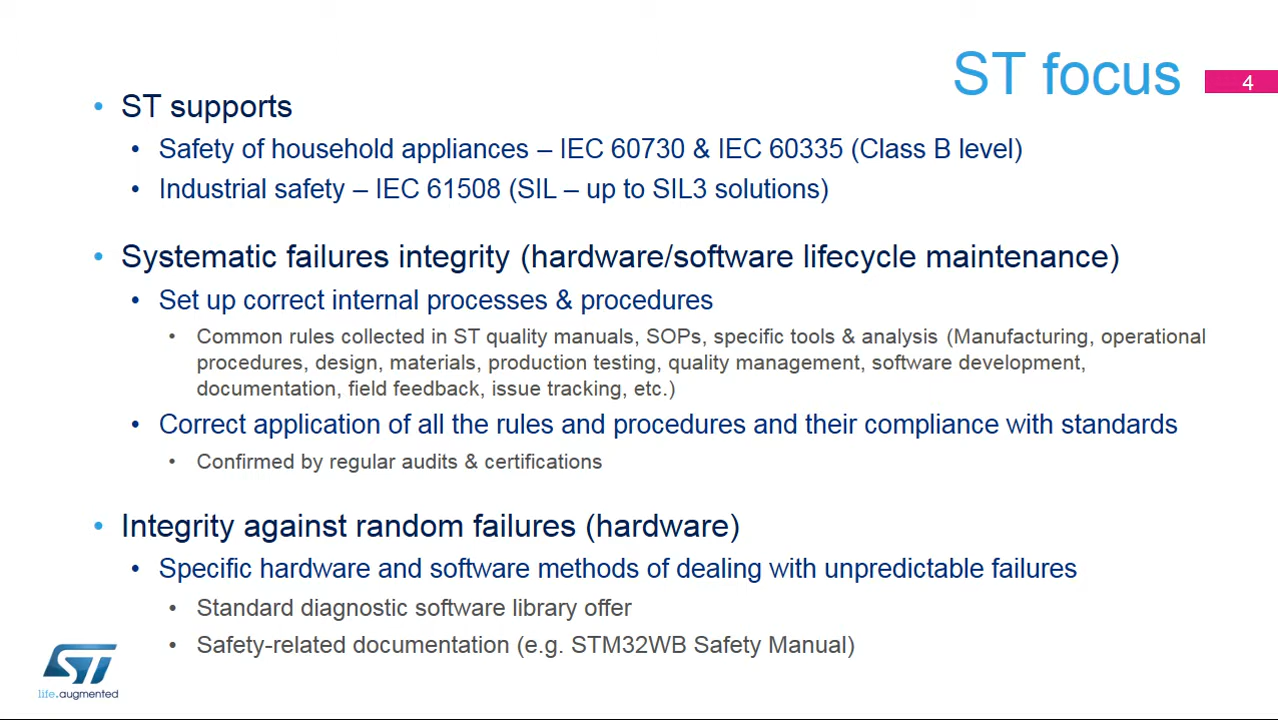 ST focus
4
• ST supports
• Safety of household appliances – IEC 60730 & IEC 60335 (Class B level)
• Industrial safety – IEC 61508 (SIL – up to SIL3 solutions)
• Systematic failures integrity (hardware/software lifecycle maintenance)
• Set up correct internal processes & procedures
• Common rules collected in ST quality manuals, SOPs, specific tools & analysis (Manufacturing, operational
procedures, design, materials, production testing, quality management, software development,
documentation, field feedback, issue tracking, etc.)
• Correct application of all the rules and procedures and their compliance with standards
• Confirmed by regular audits & certifications
• Integrity against random failures (hardware)
• Specific hardware and software methods of dealing with unpredictable failures
• Standard diagnostic software library offer
• Safety-related documentation (e.g. STM32WB Safety Manual)
ST
life.augmented